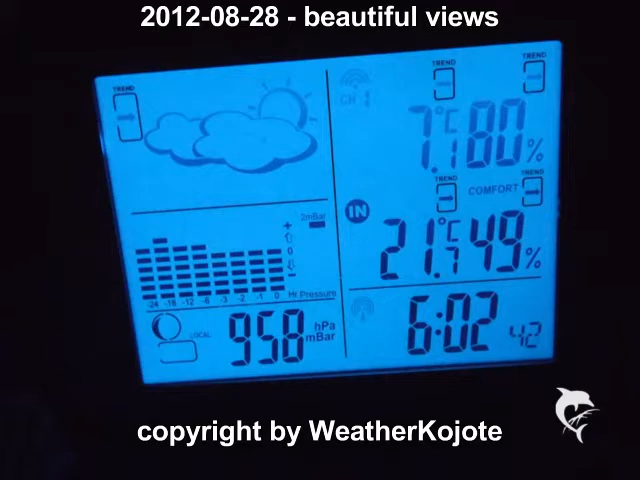 2012-08-28 - beautiful views
TREND
TREND
TREND
CH 1
7.1°C 80%
TREND
COMFORT
TREND
IN
21.7°C 49%
2mBar
+
0
-
-24 -18 -12 -6 -3 -2 -1 0 Hr Pressure
LOCAL
958 hPa
mBar
6:02 42
copyright by WeatherKojote